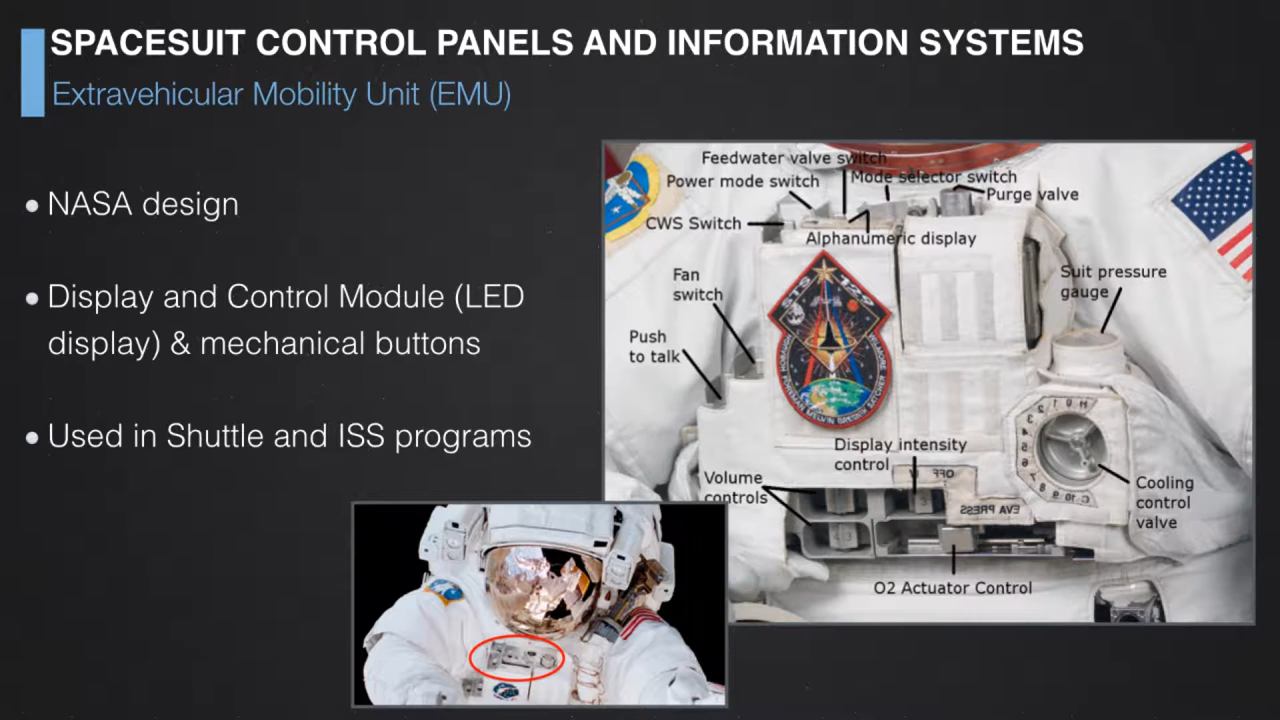 SPACESUIT CONTROL PANELS AND INFORMATION SYSTEMS
Extravehicular Mobility Unit (EMU)
• NASA design
• Display and Control Module (LED
display) & mechanical buttons
• Used in Shuttle and ISS programs
Feedwater valve switch
Power mode switch
Mode selector switch
Purge valve
CWS Switch
Alphanumeric display
Fan
switch
Suit pressure
gauge
Push
to talk
STS 129
Display intensity
control
Volume
controls
Cooling
control
valve
OFF
EVA PRESS
O2 Actuator Control